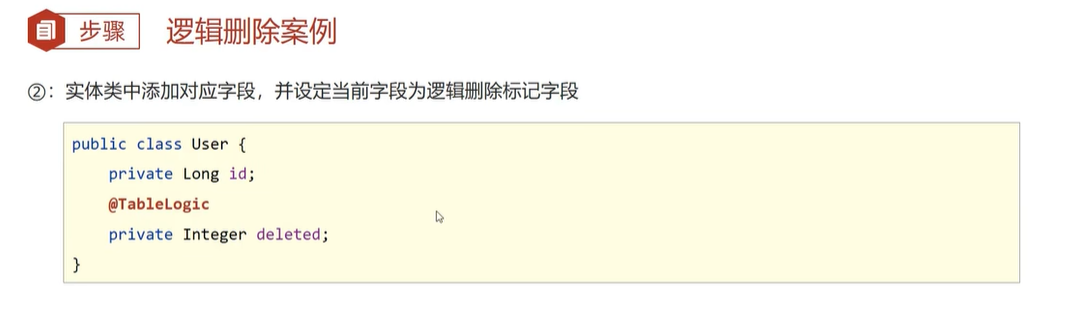 步骤 逻辑删除案例
②：实体类中添加对应字段，并设定当前字段为逻辑删除标记字段
public class User {
    private Long id;
    @TableLogic
    private Integer deleted;
}